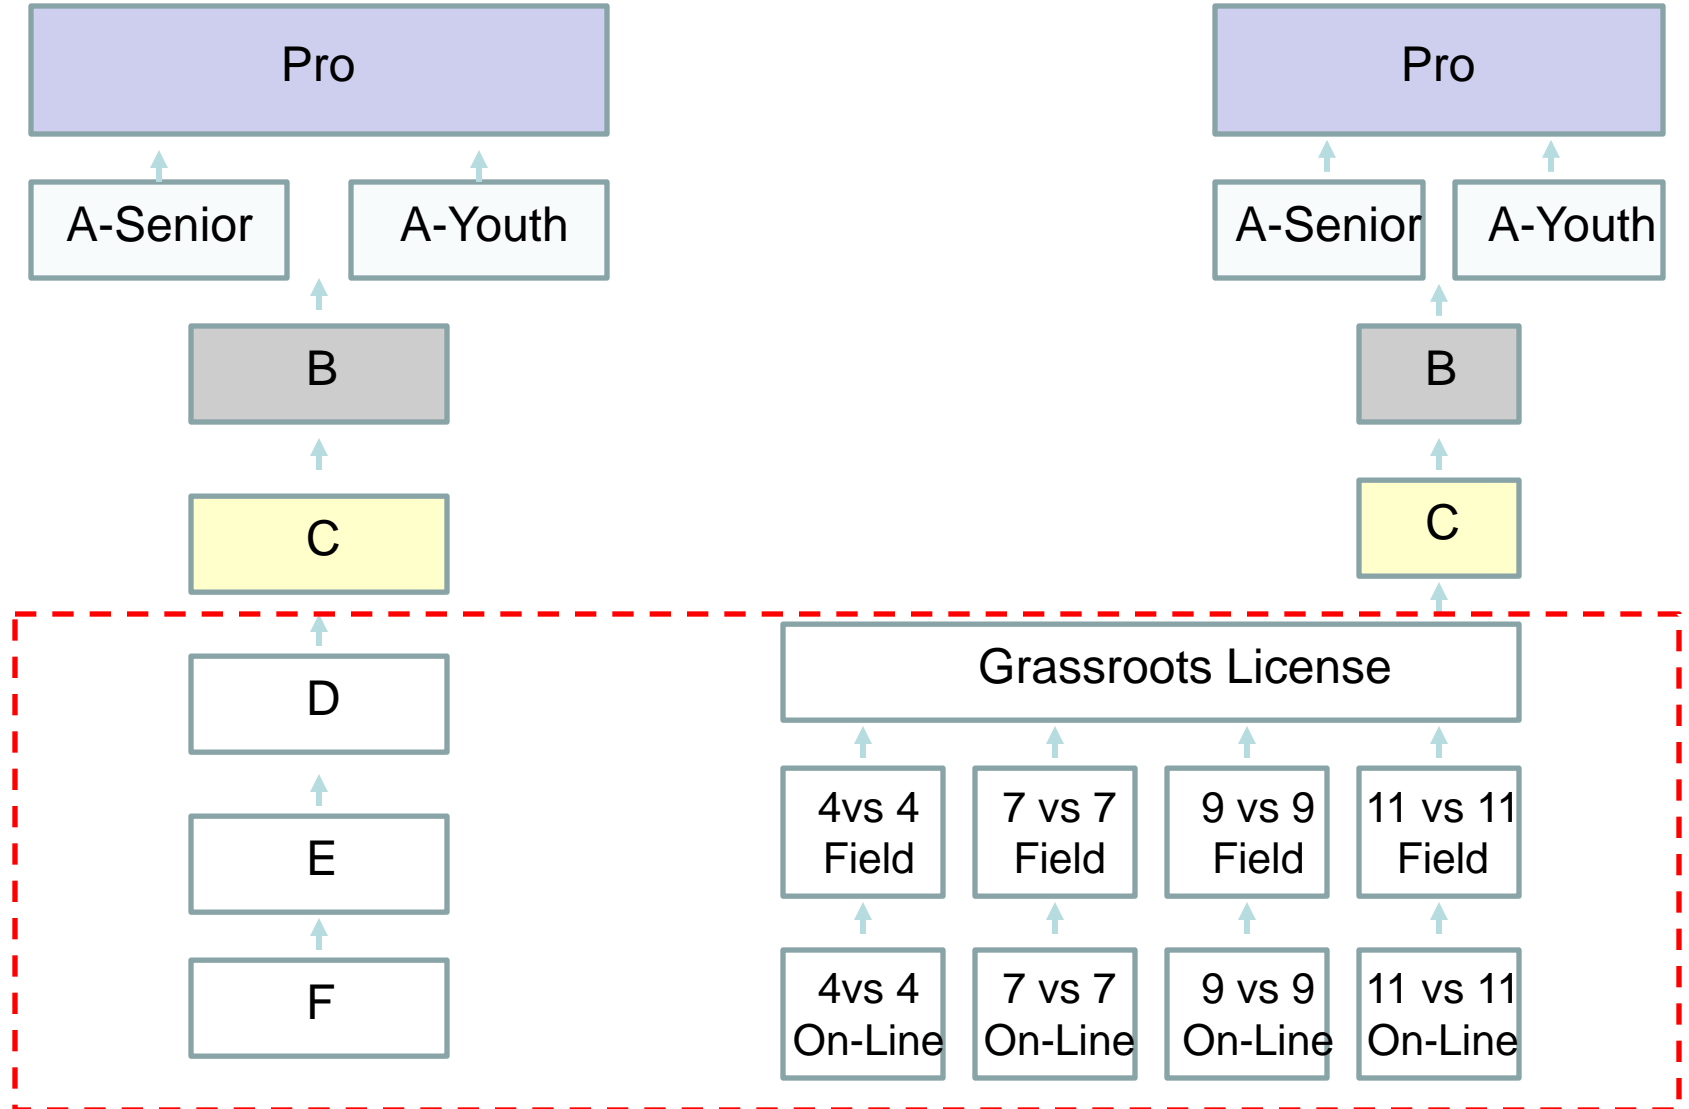 Pro
A-Senior
A-Youth
B
C
D
E
F
Pro
A-Senior
A-Youth
B
C
Grassroots License
4vs 4
Field
7 vs 7
Field
9 vs 9
Field
11 vs 11
Field
4vs 4
On-Line
7 vs 7
On-Line
9 vs 9
On-Line
11 vs 11
On-Line